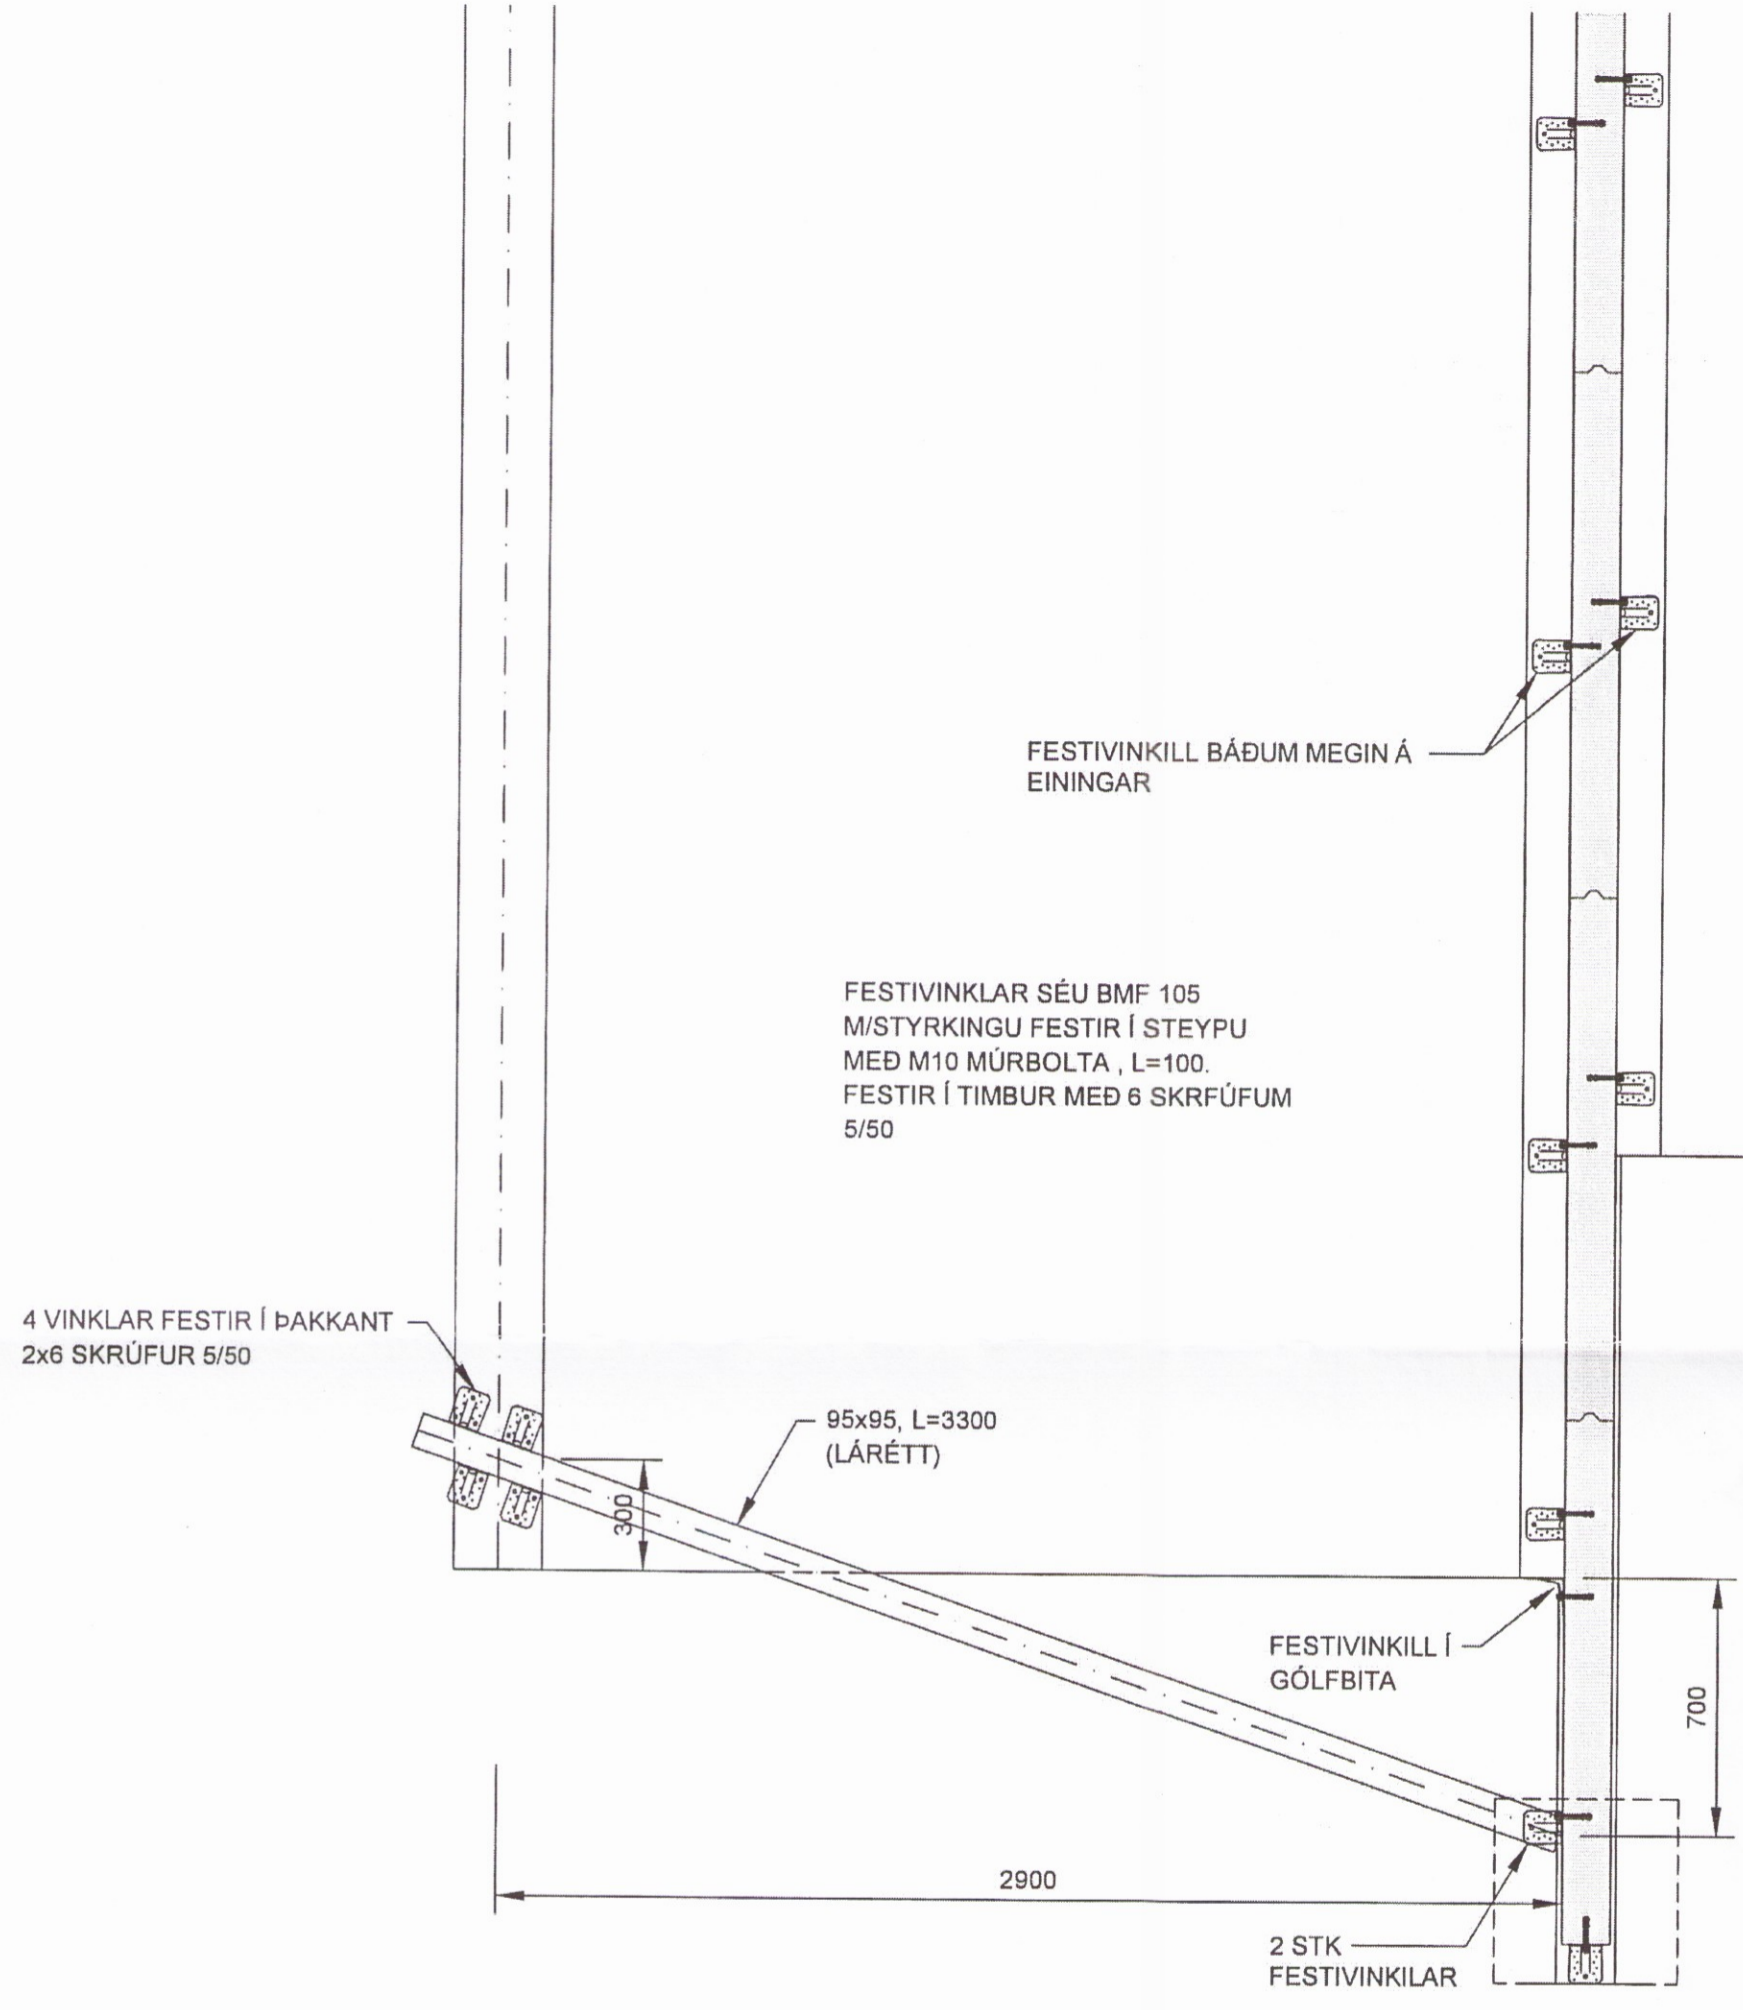 FESTIVINKILL BÁÐUM MEGIN Á
EININGAR
FESTIVINKLAR SÉU BMF 105
M/STYRKINGU FESTIR Í STEYPU
MEÐ M10 MÚRBOLTA , L=100.
FESTIR Í TIMBUR MEÐ 6 SKRFÚFUM
5/50
4 VINKLAR FESTIR Í ÞAKKANT
2x6 SKRÚFUR 5/50
95x95, L=3300
(LÁRÉTT)
300
FESTIVINKILL Í
GÓLFBITA
700
2900
2 STK
FESTIVINKILAR